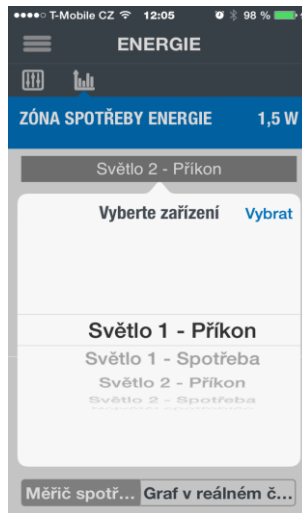 T-Mobile CZ 12:05 98 %
ENERGIE
ZÓNA SPOTŘEBY ENERGIE 1,5 W
Světlo 2 - Příkon
Vyberte zařízení Vybrat
Světlo 1 - Příkon
Světlo 1 - Spotřeba
Světlo 2 - Příkon
Světlo 2 - Spotřeba
Měřič spotř... Graf v reálném č...